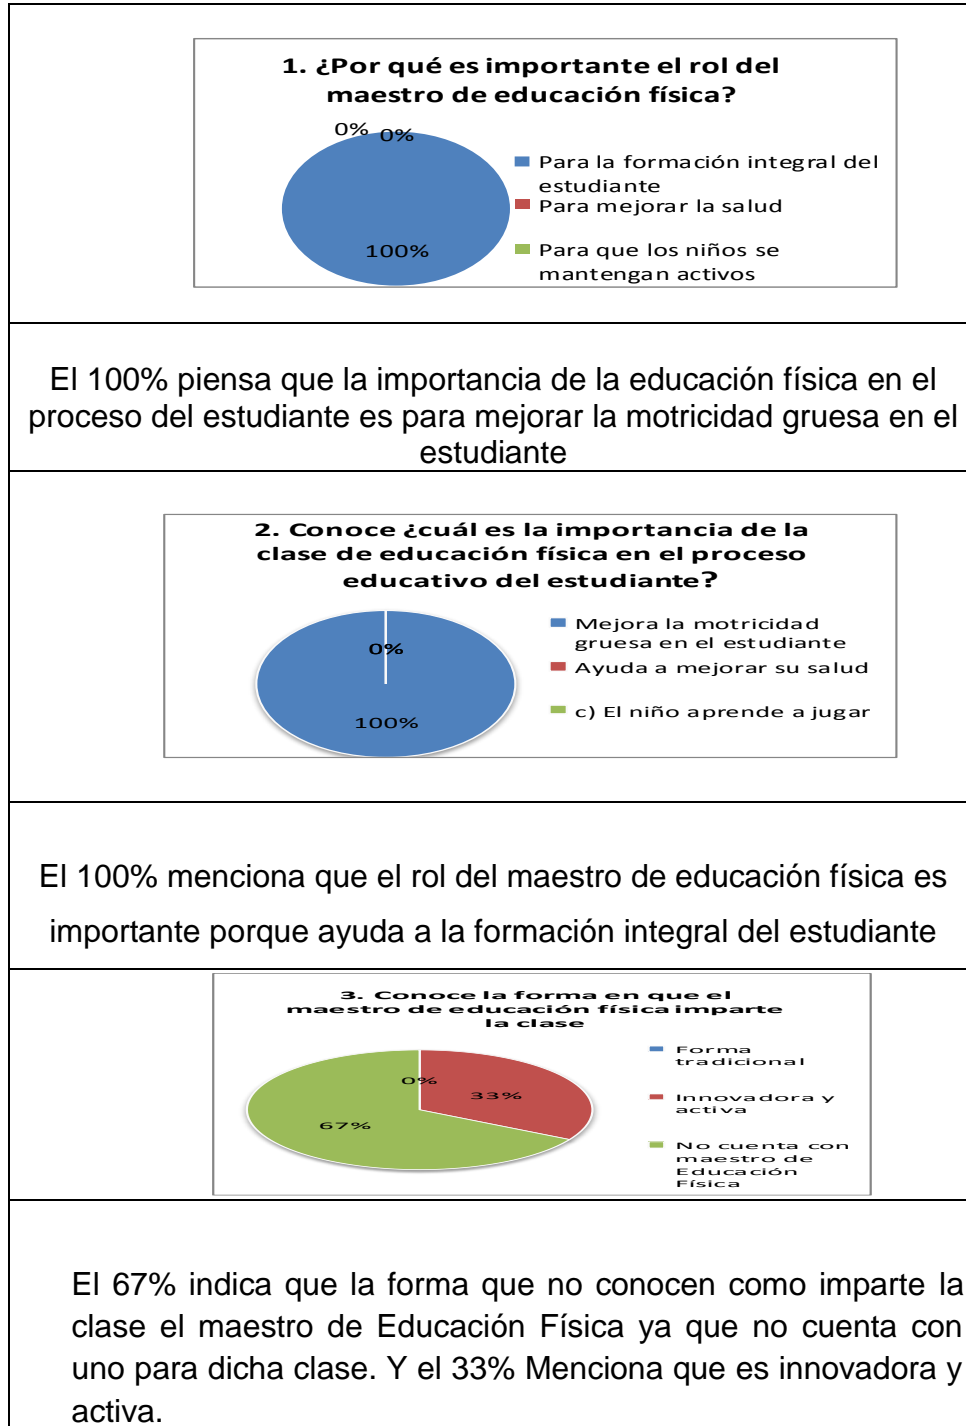 1. ¿Por qué es importante el rol del
maestro de educación física?
0% 0%
100%
Para la formación integral del
estudiante
Para mejorar la salud
Para que los niños se
mantengan activos
El 100% piensa que la importancia de la educación física en el
proceso del estudiante es para mejorar la motricidad gruesa en el
estudiante
2. Conoce ¿cuál es la importancia de la
clase de educación física en el proceso
educativo del estudiante?
0%
100%
Mejora la motricidad
gruesa en el estudiante
Ayuda a mejorar su salud
c) El niño aprende a jugar
El 100% menciona que el rol del maestro de educación física es
importante porque ayuda a la formación integral del estudiante
3. Conoce la forma en que el
maestro de educación física imparte
la clase
0%
33%
67%
Forma
tradicional
Innovadora y
activa
No cuenta con
maestro de
Educación
Física
El 67% indica que la forma que no conocen como imparte la
clase el maestro de Educación Física ya que no cuenta con
uno para dicha clase. Y el 33% Menciona que es innovadora y
activa.